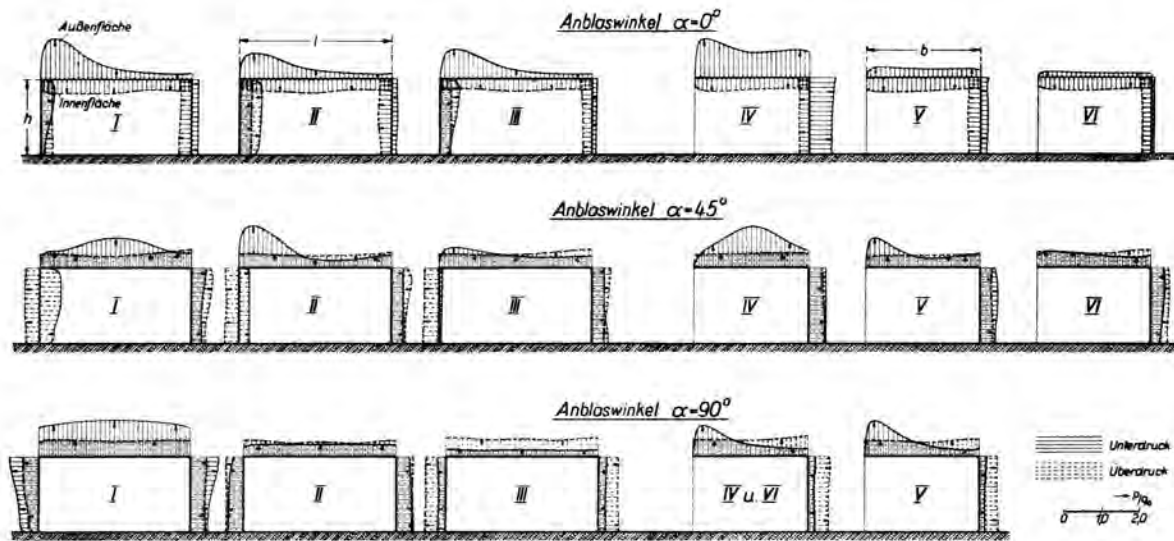 Anblaswinkel α=0°
Außenfläche
Innenfläche
h
l
b
I
II
III
IV
V
VI
Anblaswinkel α=45°
I
II
III
IV
V
VI
Anblaswinkel α=90°
I
II
III
IV u. VI
V
Unterdruck
Überdruck
0 1,0 2,0